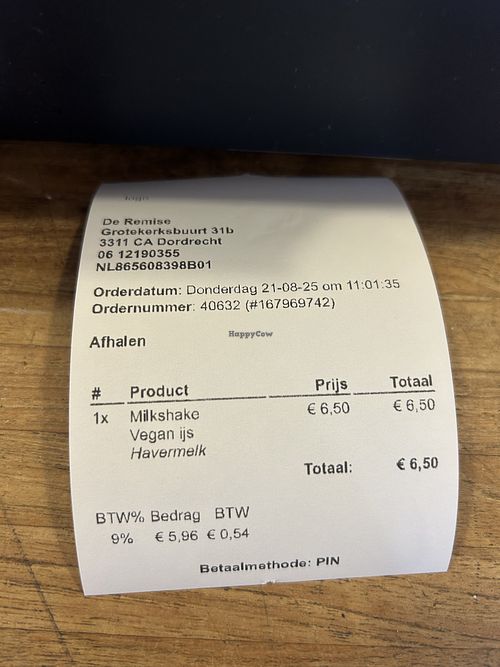 logo
De Remise
Grotekerksbuurt 31b
3311 CA Dordrecht
06 12190355
NL865608398B01
Orderdatum: Donderdag 21-08-25 om 11:01:35
Ordernummer: 40632 (#167969742)
HappyCow
Afhalen
# Product Prijs Totaal
1x Milkshake € 6,50 € 6,50
Vegan ijs
Havermelk
Totaal: € 6,50
BTW% Bedrag BTW
9% € 5,96 € 0,54
Betaalmethode: PIN